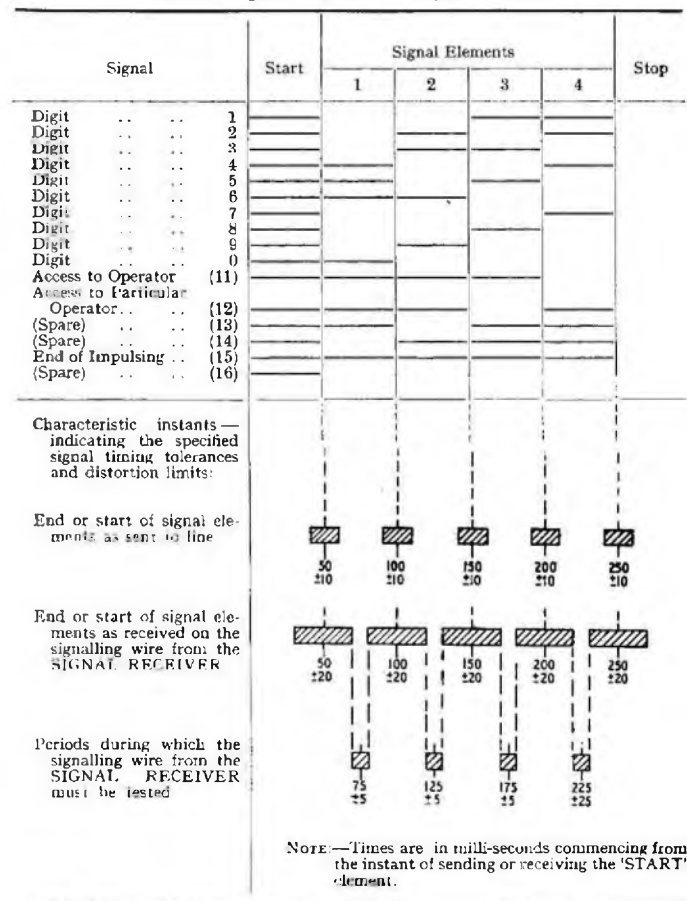 Signal Start Signal Elements Stop
1 2 3 4
Digit .. .. 1
Digit .. .. 2
Digit .. .. 3
Digit .. .. 4
Digit .. .. 5
Digit .. .. 6
Digit .. .. 7
Digit .. .. 8
Digit .. .. 9
Digit .. .. 0
Access to Operator (11)
Access to Particular
Operator .. .. (12)
(Spare) .. .. (13)
(Spare) .. .. (14)
End of Impulsing .. (15)
(Spare) .. .. (16)
Characteristic instants —
indicating the specified
signal timing tolerances
and distortion limits:
End or start of signal ele-
ments as sent to line
50 100 150 200 250
±10 ±10 ±10 ±10 ±10
End or start of signal ele-
ments as received on the
signalling wire from the
SIGNAL RECEIVER
50 100 150 200 250
±20 ±20 ±20 ±20 ±20
Periods during which the
signalling wire from the
SIGNAL RECEIVER
must be tested
75 125 175 225
±5 ±5 ±5 ±25
NOTE:—Times are in milli-seconds commencing from
the instant of sending or receiving the 'START'
element.